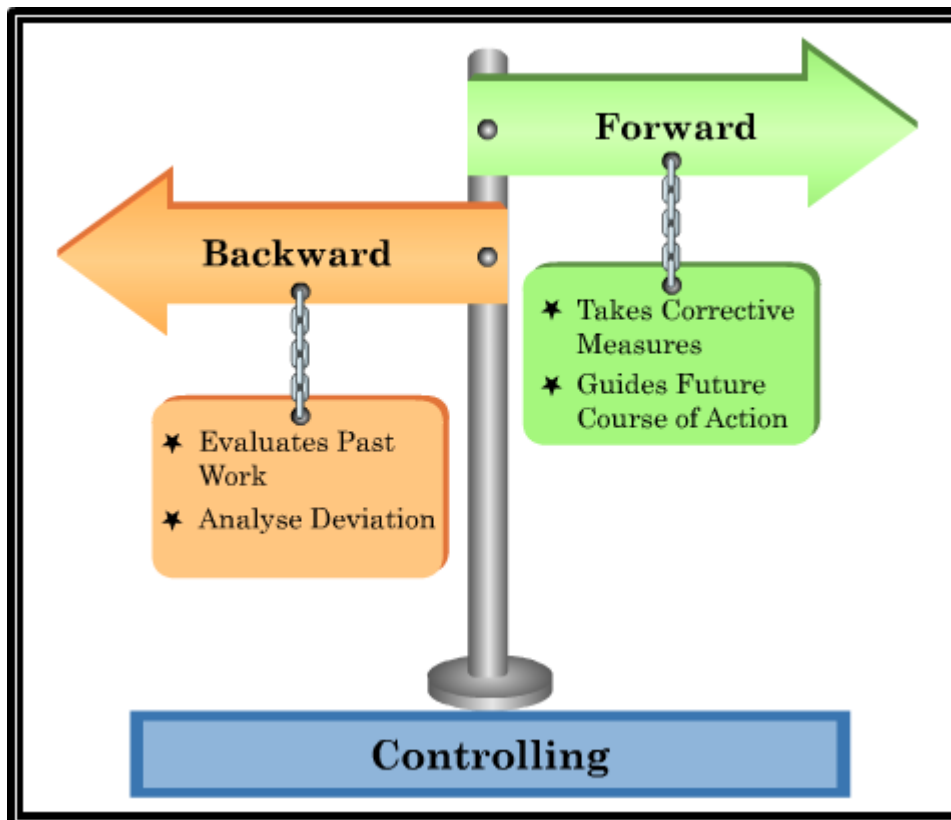 Forward
Backward
★ Takes Corrective
Measures
★ Guides Future
Course of Action
★ Evaluates Past
Work
★ Analyse Deviation
Controlling